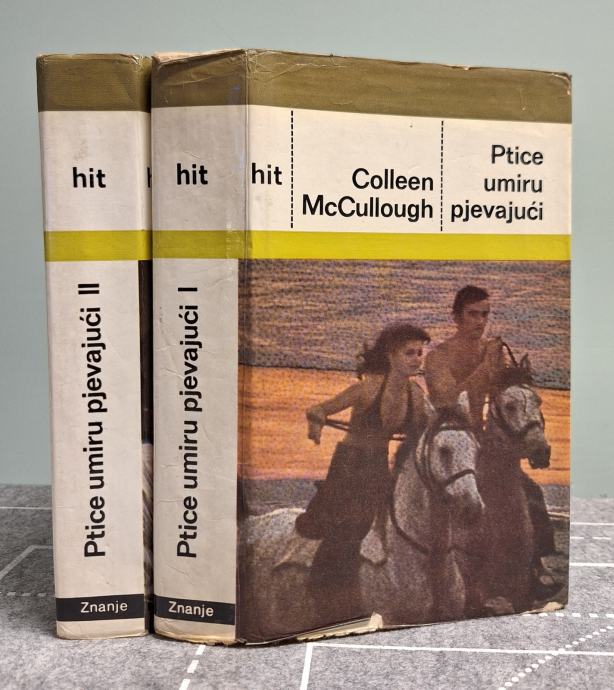 hit
Ptice umiru pjevajući II
Znanje
hit
Ptice umiru pjevajući I
Znanje
hit
Colleen
McCullough
Ptice
umiru
pjevajući